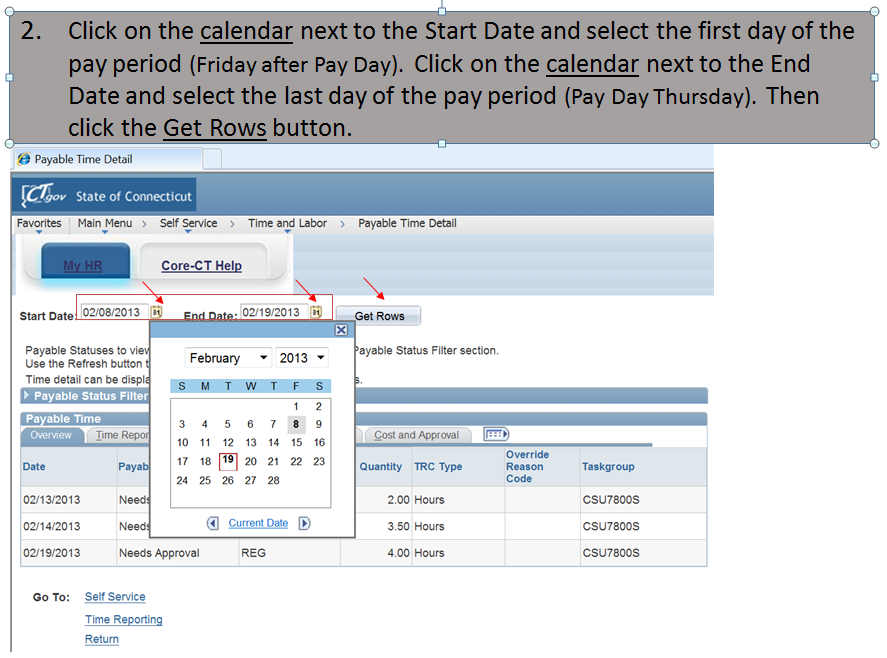 2. Click on the calendar next to the Start Date and select the first day of the
pay period (Friday after Pay Day). Click on the calendar next to the End
Date and select the last day of the pay period (Pay Day Thursday). Then
click the Get Rows button.
Payable Time Detail
CT.gov State of Connecticut
Favorites Main Menu > Self Service > Time and Labor > Payable Time Detail
My HR Core-CT Help
Start Date: 02/08/2013 31 End Date: 02/19/2013 31 Get Rows
Payable Statuses to view Payable Status Filter section.
Use the Refresh button
Time detail can be s.
Payable Status Filter
February 2013
S M T W T F S
1 2
3 4 5 6 7 8 9
10 11 12 13 14 15 16
17 18 19 20 21 22 23
24 25 26 27 28
Current Date
Payable Time
Overview Time Cost and Approval
Date Quantity TRC Type Override Reason Code Taskgroup
02/13/2013 2.00 Hours CSU7800S
02/14/2013 3.50 Hours CSU7800S
02/19/2013 Needs Approval REG 4.00 Hours CSU7800S
Go To: Self Service
Time Reporting
Return